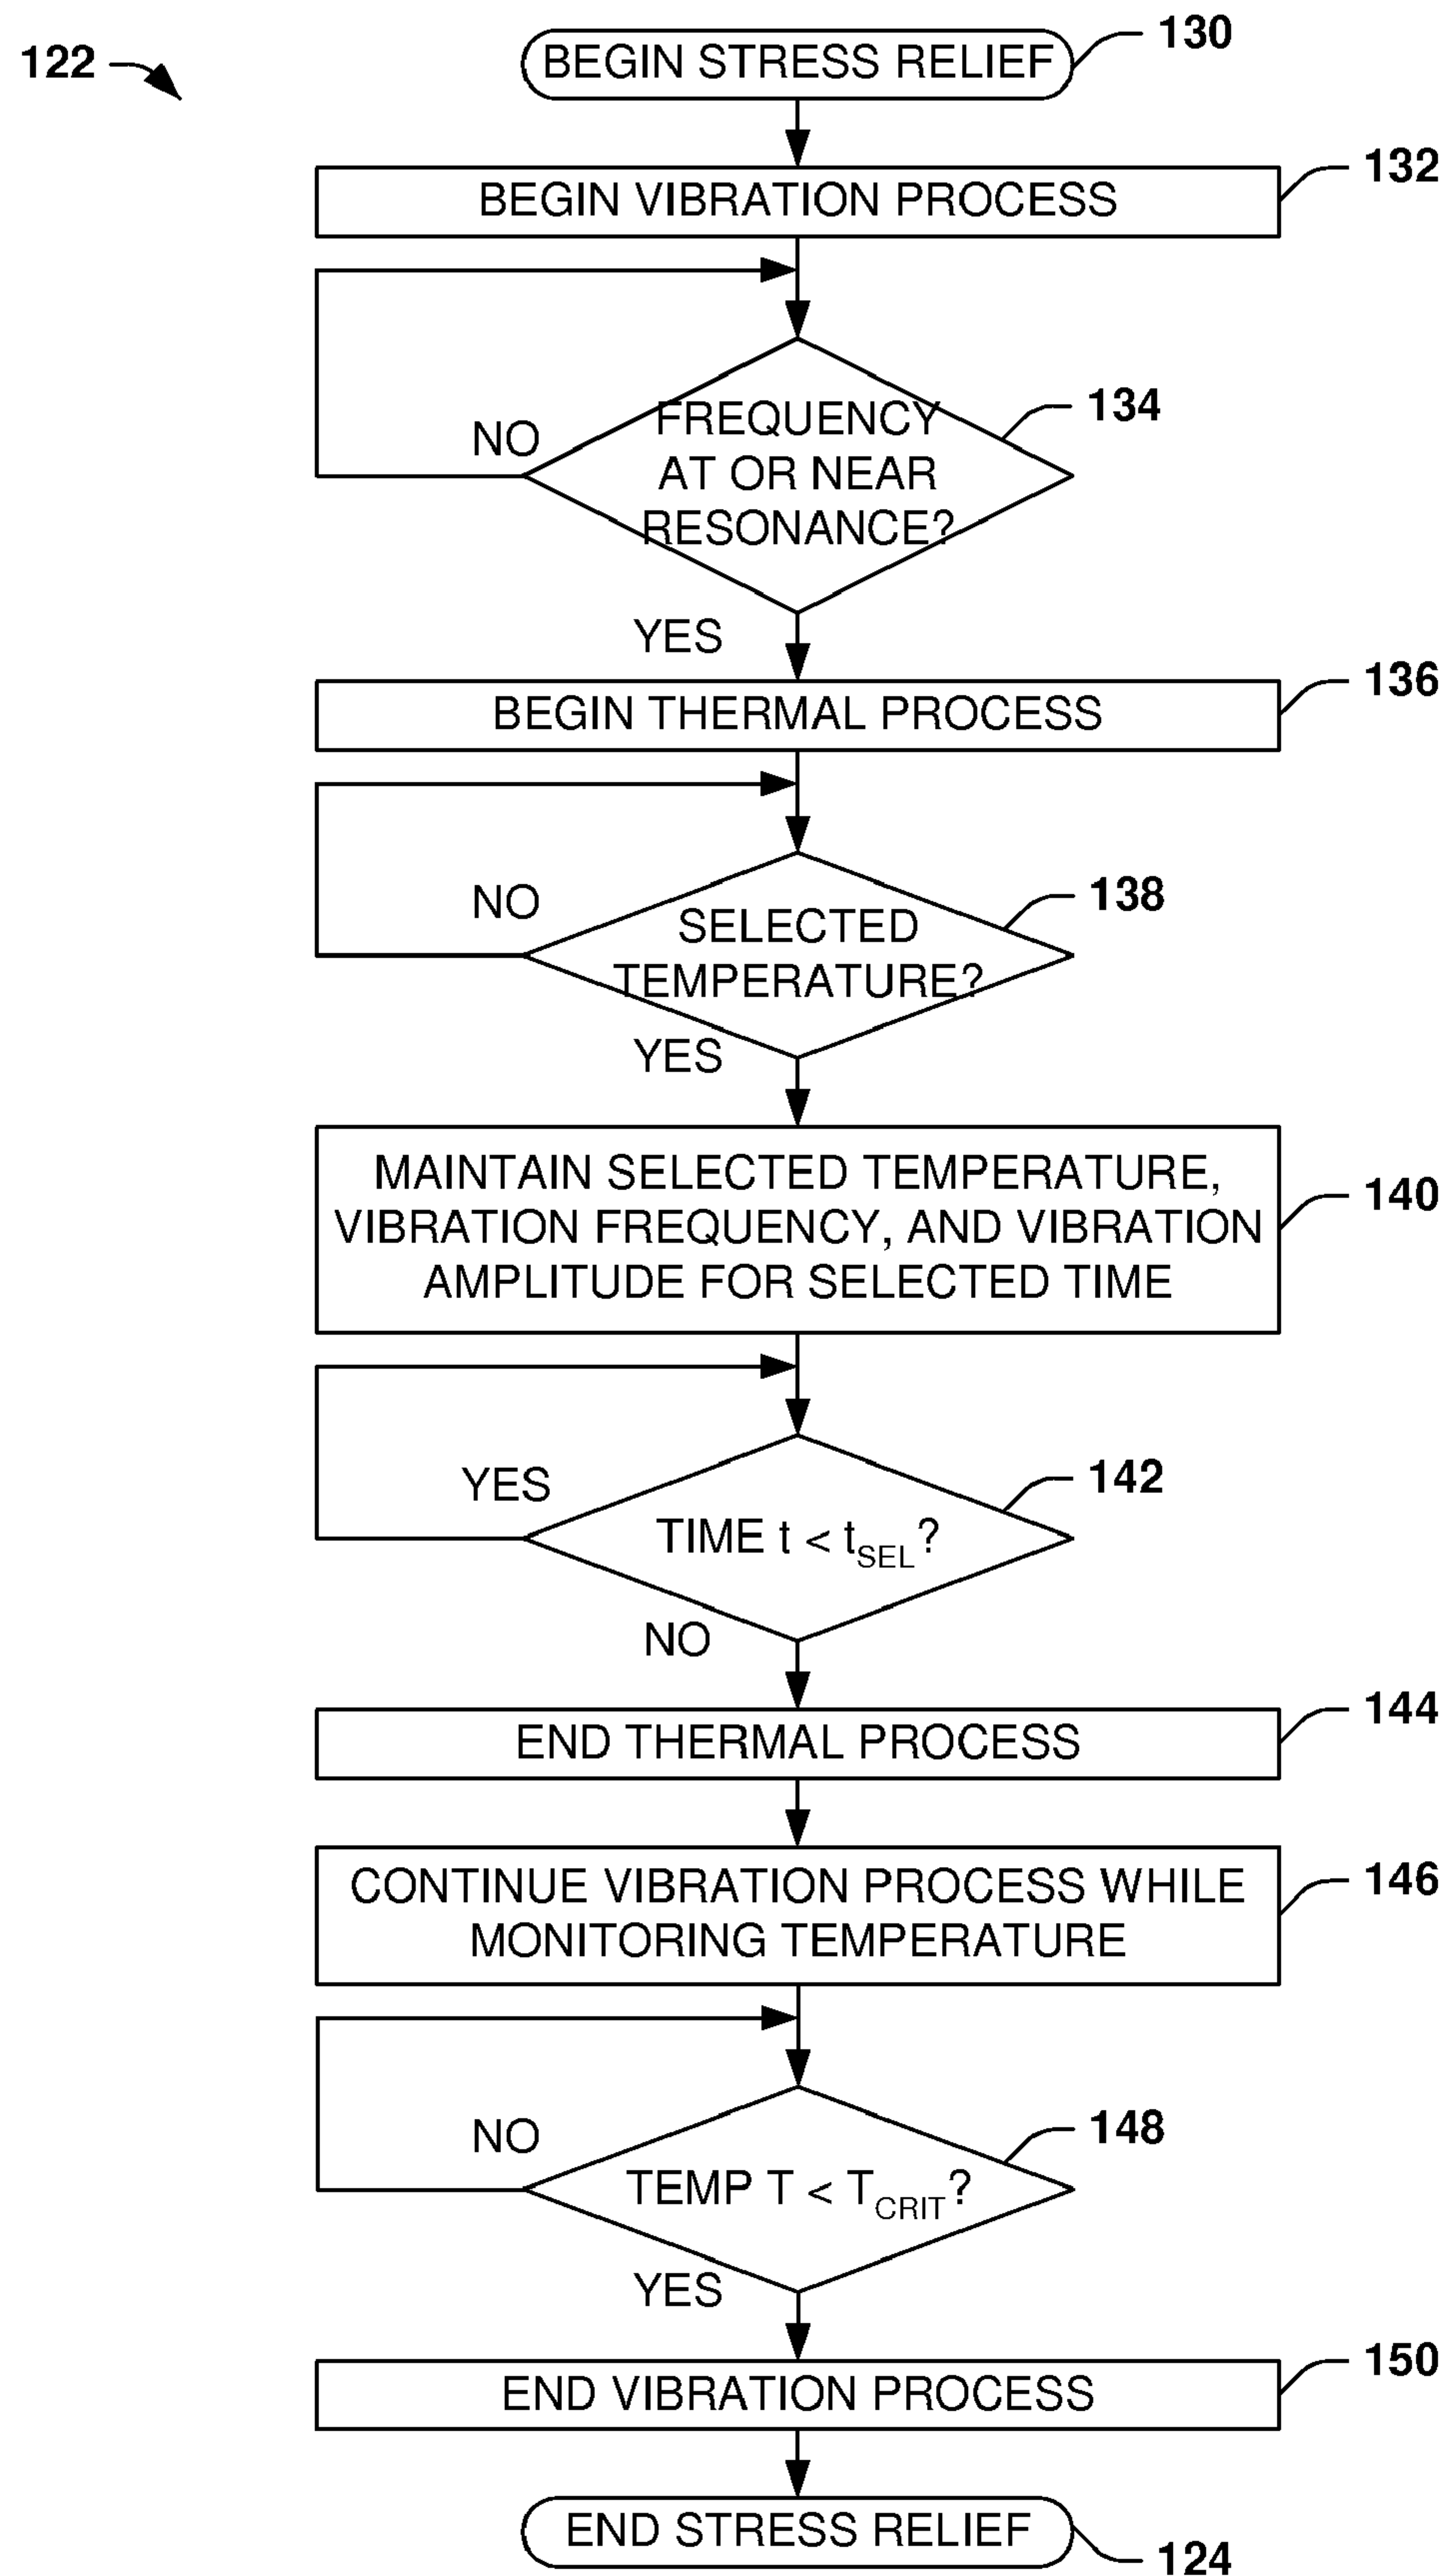 122
BEGIN STRESS RELIEF
130
BEGIN VIBRATION PROCESS
132
FREQUENCY
AT OR NEAR
RESONANCE?
134
NO
YES
BEGIN THERMAL PROCESS
136
SELECTED
TEMPERATURE?
138
NO
YES
MAINTAIN SELECTED TEMPERATURE,
VIBRATION FREQUENCY, AND VIBRATION
AMPLITUDE FOR SELECTED TIME
140
TIME t < tSEL?
142
YES
NO
END THERMAL PROCESS
144
CONTINUE VIBRATION PROCESS WHILE
MONITORING TEMPERATURE
146
TEMP T < TCRIT?
148
NO
YES
END VIBRATION PROCESS
150
END STRESS RELIEF
124